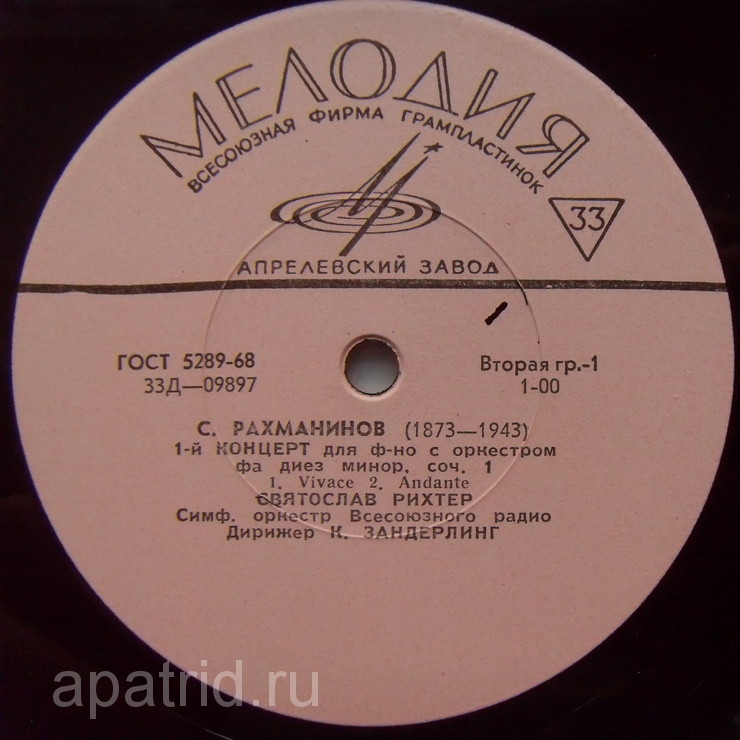 МЕЛОДИЯ
ВСЕСОЮЗНАЯ ФИРМА ГРАМПЛАСТИНОК
33
АПРЕЛЕВСКИЙ ЗАВОД
ГОСТ 5289-68
33Д—09897
Вторая гр.-1
1-00
С. РАХМАНИНОВ (1873—1943)
1-й КОНЦЕРТ для ф-но с оркестром
фа диез минор, соч. 1
1. Vivace 2. Andante
СВЯТОСЛАВ РИХТЕР
Симф. оркестр Всесоюзного радио
Дирижер К. ЗАНДЕРЛИНГ
apatrid.ru